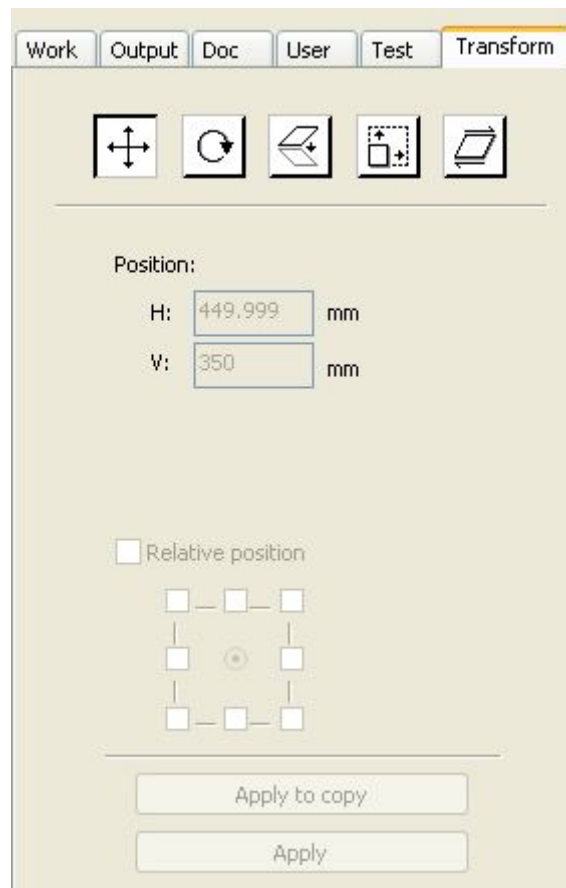 Work Output Doc User Test Transform
Position:
H: 449.999 mm
V: 350 mm
Relative position
Apply to copy
Apply